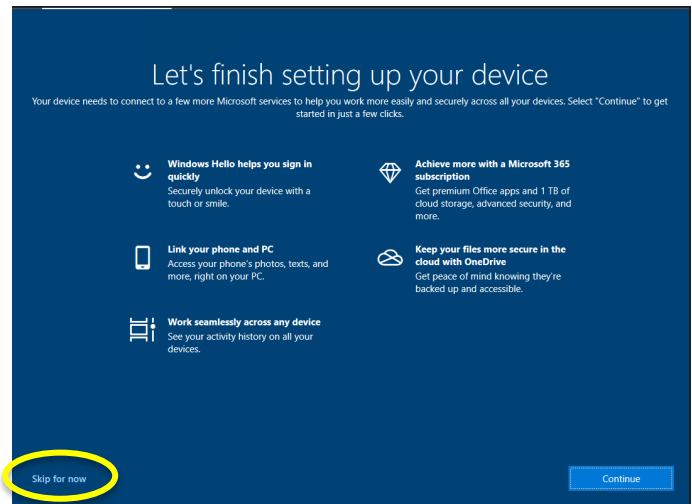 Let's finish setting up your device
Your device needs to connect to a few more Microsoft services to help you work more easily and securely across all your devices. Select "Continue" to get
started in just a few clicks.
Windows Hello helps you sign in
quickly
Securely unlock your device with a
touch or smile.
Achieve more with a Microsoft 365
subscription
Get premium Office apps and 1 TB of
cloud storage, advanced security, and
more.
Link your phone and PC
Access your phone's photos, texts, and
more, right on your PC.
Keep your files more secure in the
cloud with OneDrive
Get peace of mind knowing they're
backed up and accessible.
Work seamlessly across any device
See your activity history on all your
devices.
Skip for now
Continue